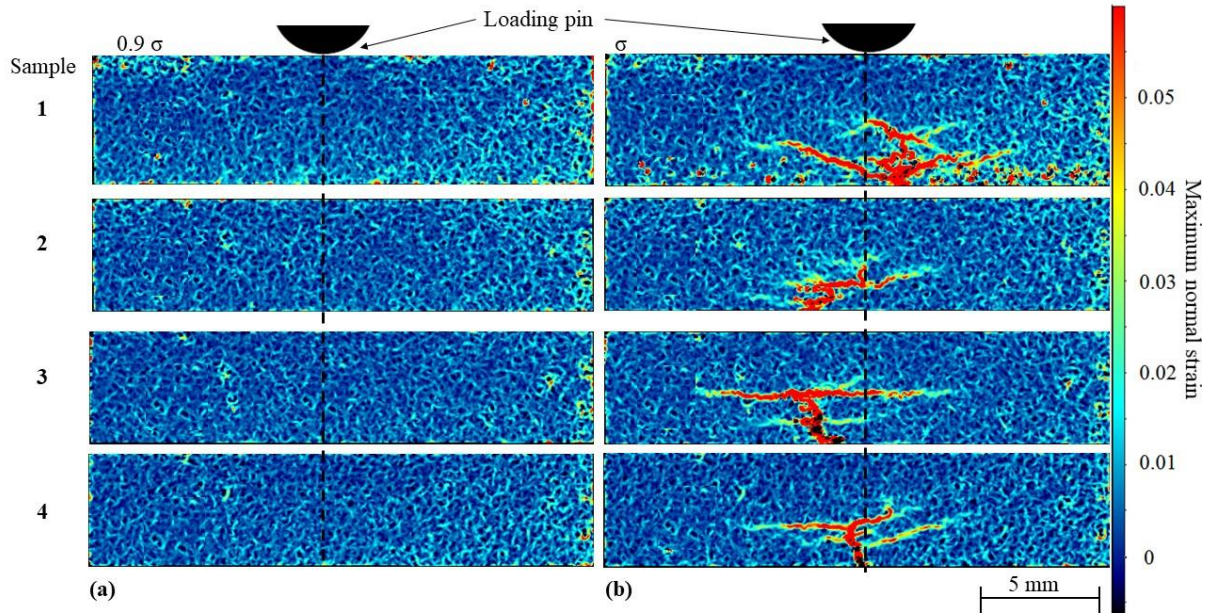 Loading pin
0.9 σ
σ
Sample
1
2
3
4
(a)
(b)
5 mm
0.05
0.04
0.03
0.02
0.01
0
Maximum normal strain